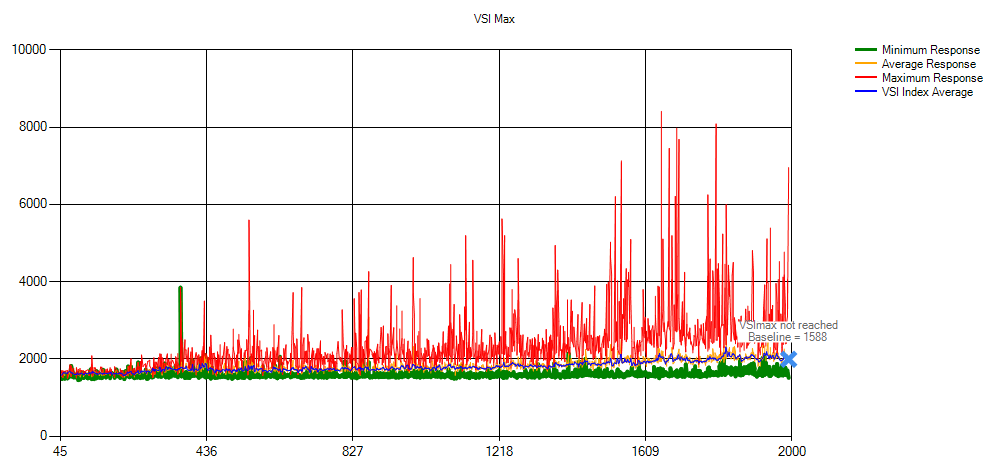 VSI Max
10000
8000
6000
4000
2000
0
45
436
827
1218
1609
2000
Minimum Response
Average Response
Maximum Response
VSI Index Average
VSImax not reached
Baseline = 1588